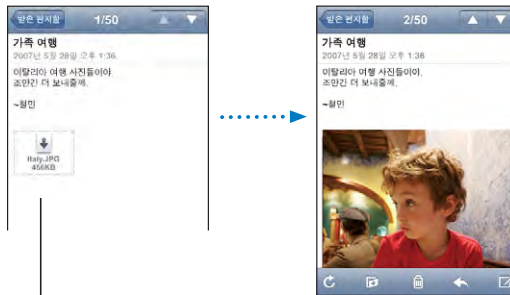 받은 편지함 1/50
가족 여행
2007년 5월 28일 오후 1:36
이탈리아 여행 사진들이야.
조만간 더 보내줄께.
~철민
Italy.JPG
456KB
받은 편지함 2/50
가족 여행
2007년 5월 28일 오후 1:36
이탈리아 여행 사진들이야.
조만간 더 보내줄께.
~철민